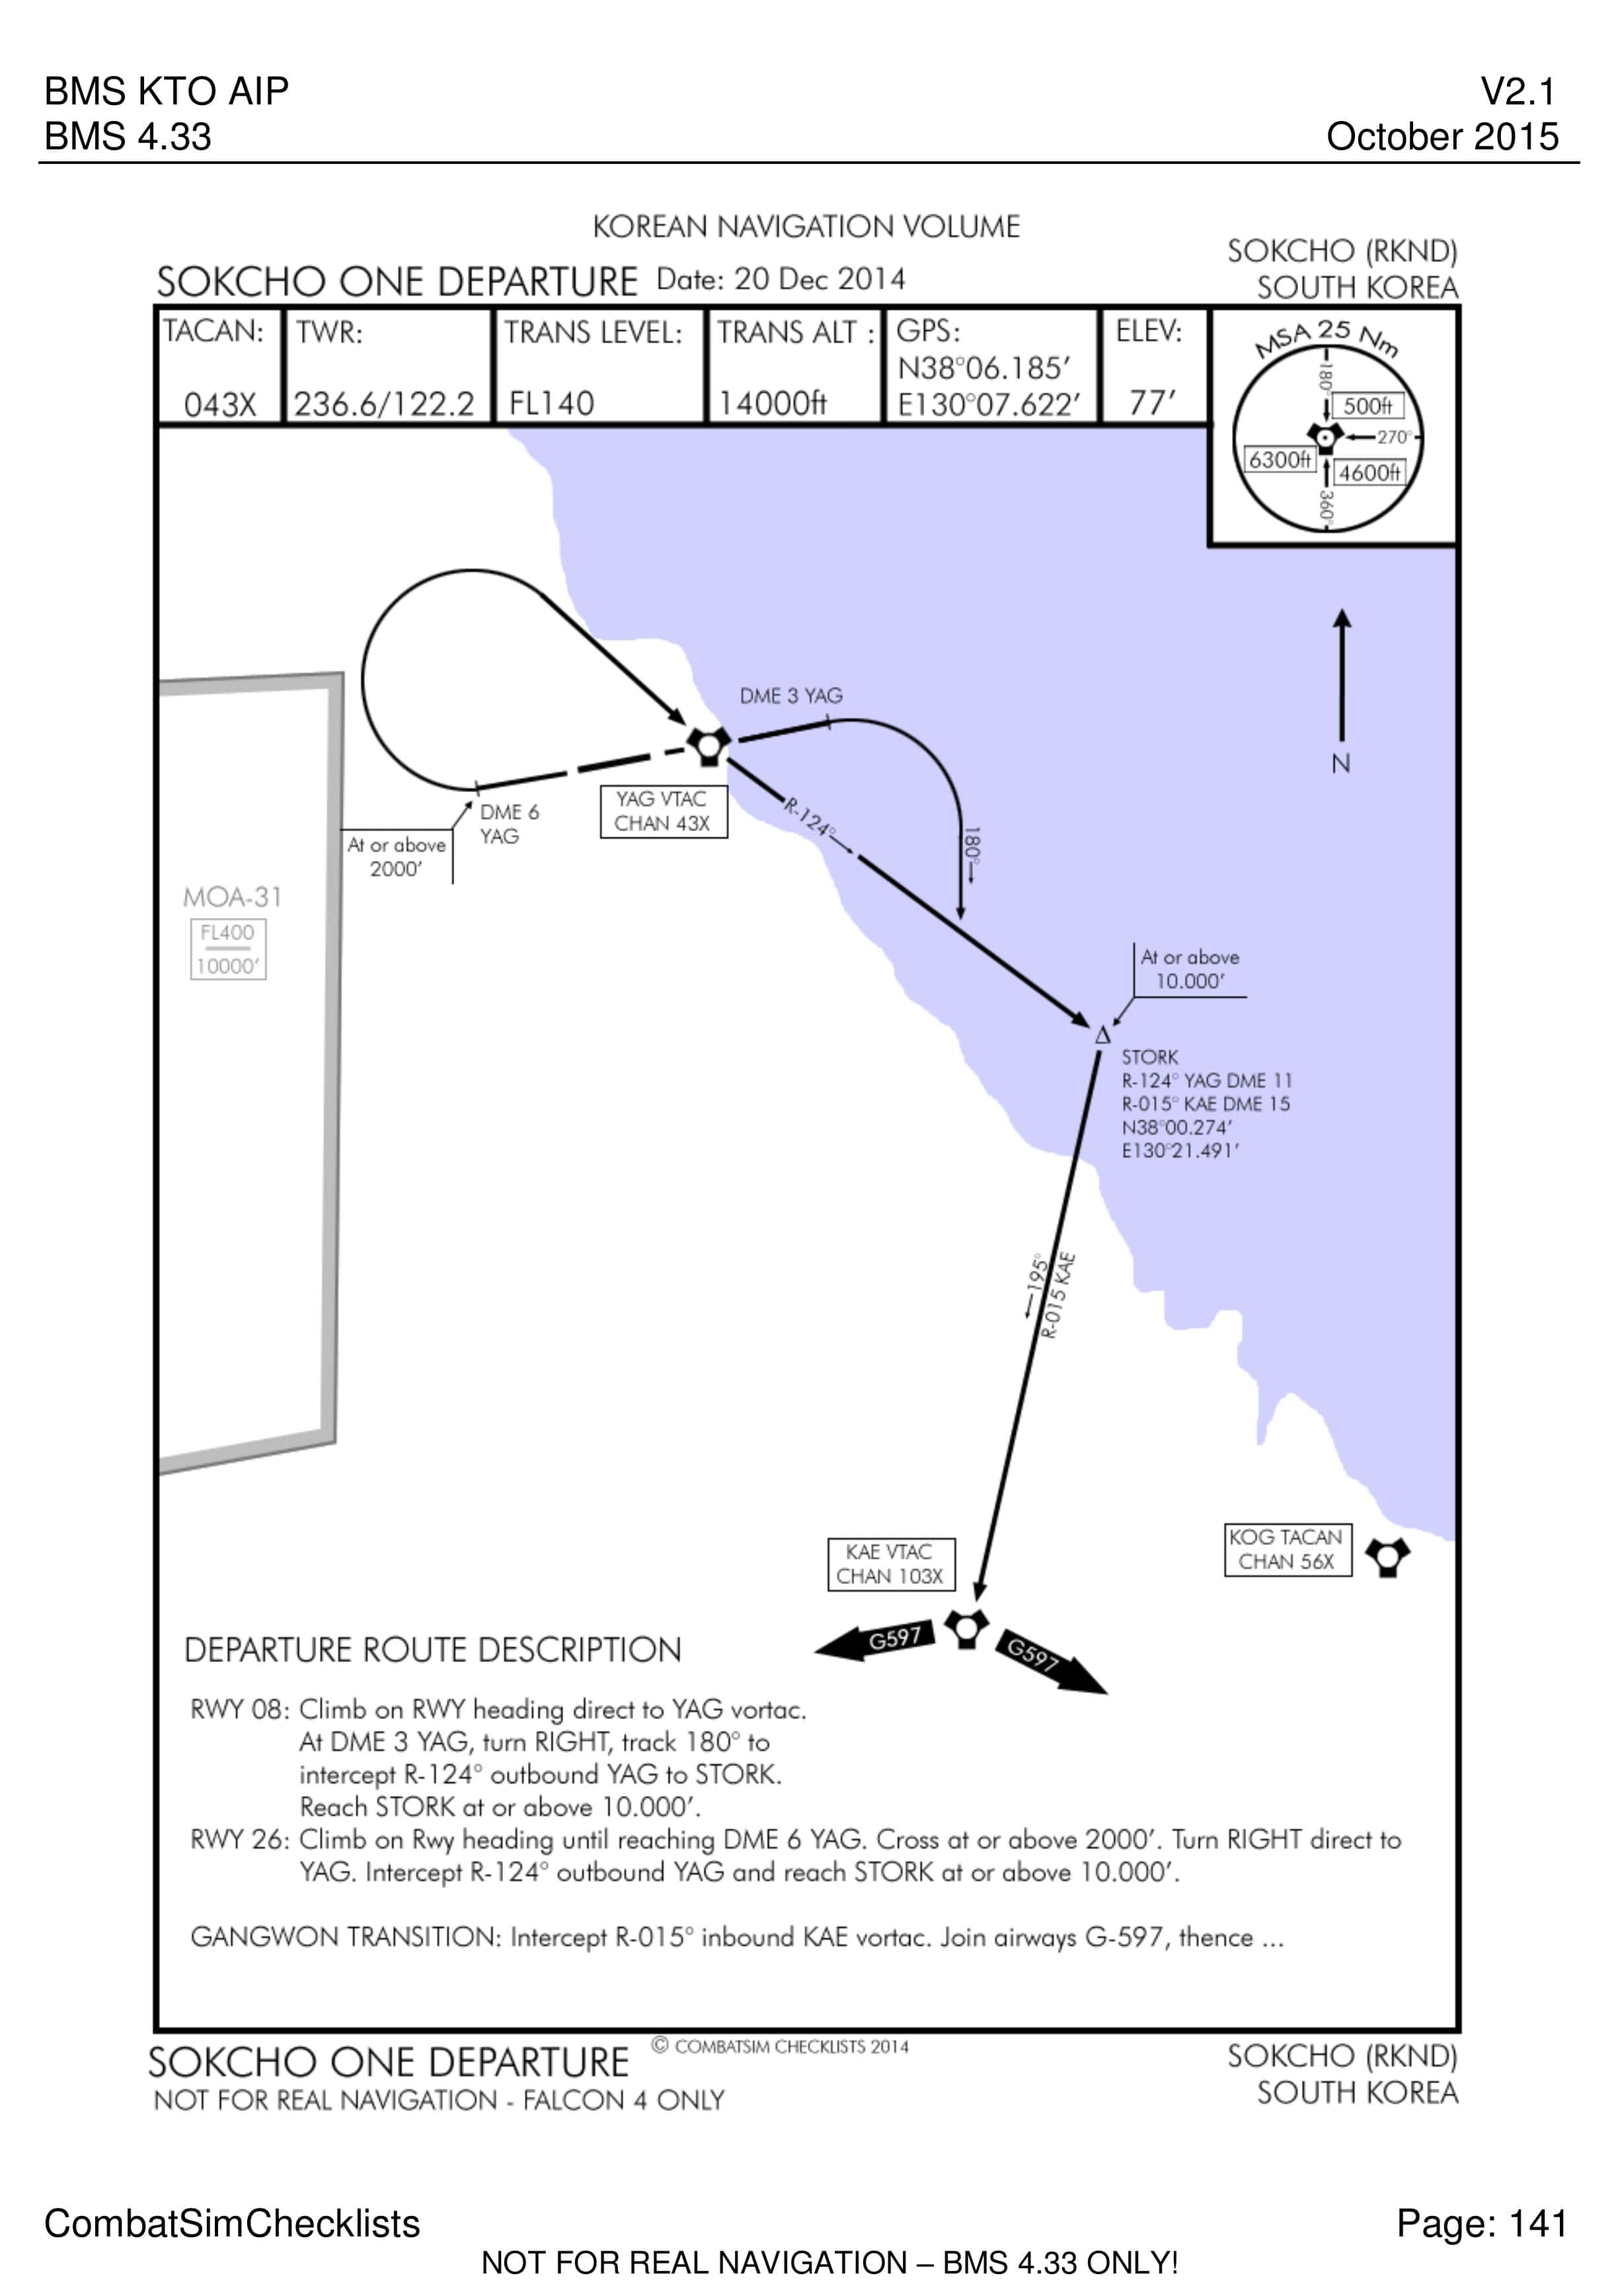 BMS KTO AIP
V2.1
BMS 4.33
October 2015
KOREAN NAVIGATION VOLUME
SOKCHO ONE DEPARTURE Date: 20 Dec 2014
SOKCHO (RKND)
SOUTH KOREA
TACAN:
043X
TWR:
236.6/122.2
TRANS LEVEL:
FL140
TRANS ALT :
14000ft
GPS:
N38°06.185′
E130°07.622′
ELEV:
77′
MSA 25 Nm
180°
500ft
270°
6300ft
4600ft
360°
N
DME 3 YAG
YAG VTAC
CHAN 43X
DME 6
YAG
At or above
2000′
R-124°
180°
MOA-31
FL400
10000′
At or above
10.000′
STORK
R-124° YAG DME 11
R-015° KAE DME 15
N38°00.274′
E130°21.491′
195°
R-015 KAE
KAE VTAC
CHAN 103X
KOG TACAN
CHAN 56X
G597
G597
DEPARTURE ROUTE DESCRIPTION
RWY 08: Climb on RWY heading direct to YAG vortac.
At DME 3 YAG, turn RIGHT, track 180° to
intercept R-124° outbound YAG to STORK.
Reach STORK at or above 10.000′.
RWY 26: Climb on Rwy heading until reaching DME 6 YAG. Cross at or above 2000′. Turn RIGHT direct to
YAG. Intercept R-124° outbound YAG and reach STORK at or above 10.000′.
GANGWON TRANSITION: Intercept R-015° inbound KAE vortac. Join airways G-597, thence ...
© COMBATSIM CHECKLISTS 2014
SOKCHO ONE DEPARTURE
NOT FOR REAL NAVIGATION - FALCON 4 ONLY
SOKCHO (RKND)
SOUTH KOREA
CombatSimChecklists
Page: 141
NOT FOR REAL NAVIGATION – BMS 4.33 ONLY!